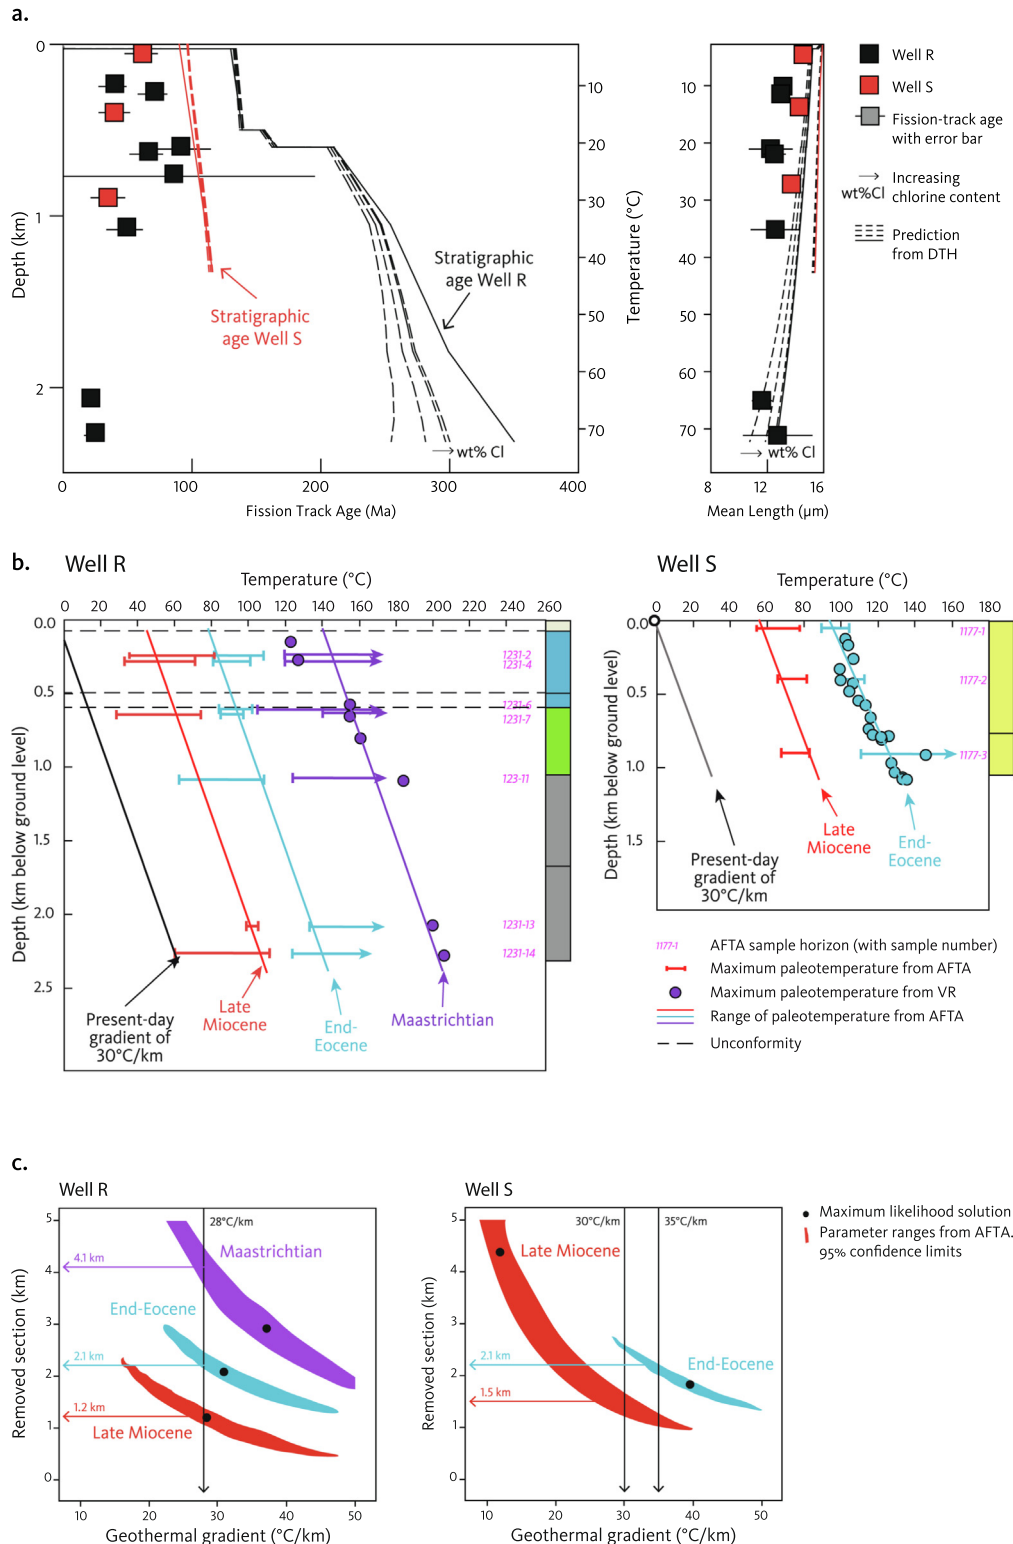 a.
0
1
2
Depth (km)
0
100
200
300
400
Fission Track Age (Ma)
10
20
30
40
50
60
70
Temperature (°C)
Stratigraphic
age Well R
Stratigraphic
age Well S
wt% Cl
10
20
30
40
50
60
70
8
12
16
Mean Length (µm)
wt% Cl
Well R
Well S
Fission-track age
with error bar
Increasing
wt%Cl chlorine content
Prediction
from DTH
b.
Well R
Temperature (°C)
0 20 40 60 80 100 120 140 160 180 200 220 240 260
0.0
0.5
1.0
1.5
2.0
2.5
Depth (km below ground level)
1231-2
1231-4
1231-6
1231-7
123-11
1231-13
1231-14
Present-day
gradient of
30°C/km
Late
Miocene
End-
Eocene
Maastrichtian
Well S
Temperature (°C)
0 20 40 60 80 100 120 140 160 180
0.0
0.5
1.0
1.5
Depth (km below ground level)
1177-1
1177-2
1177-3
Present-day
gradient of
30°C/km
Late
Miocene
End-
Eocene
1177-1 AFTA sample horizon (with sample number)
Maximum paleotemperature from AFTA
Maximum paleotemperature from VR
Range of paleotemperature from AFTA
Unconformity
c.
Well R
5
4
3
2
1
0
Removed section (km)
28°C/km
Maastrichtian
4.1 km
End-Eocene
2.1 km
1.2 km
Late Miocene
10 20 30 40 50
Geothermal gradient (°C/km)
Well S
5
4
3
2
1
0
Removed section (km)
30°C/km
35°C/km
Late Miocene
2.1 km
End-Eocene
1.5 km
10 20 30 40 50
Geothermal gradient (°C/km)
Maximum likelihood solution
Parameter ranges from AFTA.
95% confidence limits